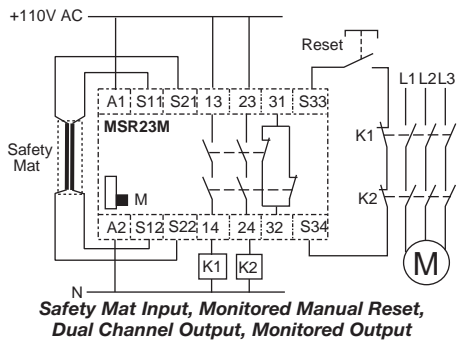 +110V AC
Reset
L1 L2 L3
A1 S11 S21 13 23 31 S33
MSR23M
K1
Safety
Mat
K2
M
A2 S12 S22 14 24 32 S34
K1 K2
M
N
Safety Mat Input, Monitored Manual Reset,
Dual Channel Output, Monitored Output